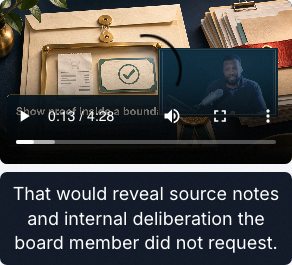 Show proof inside a bounda
0:13 / 4:28
That would reveal source notes
and internal deliberation the
board member did not request.